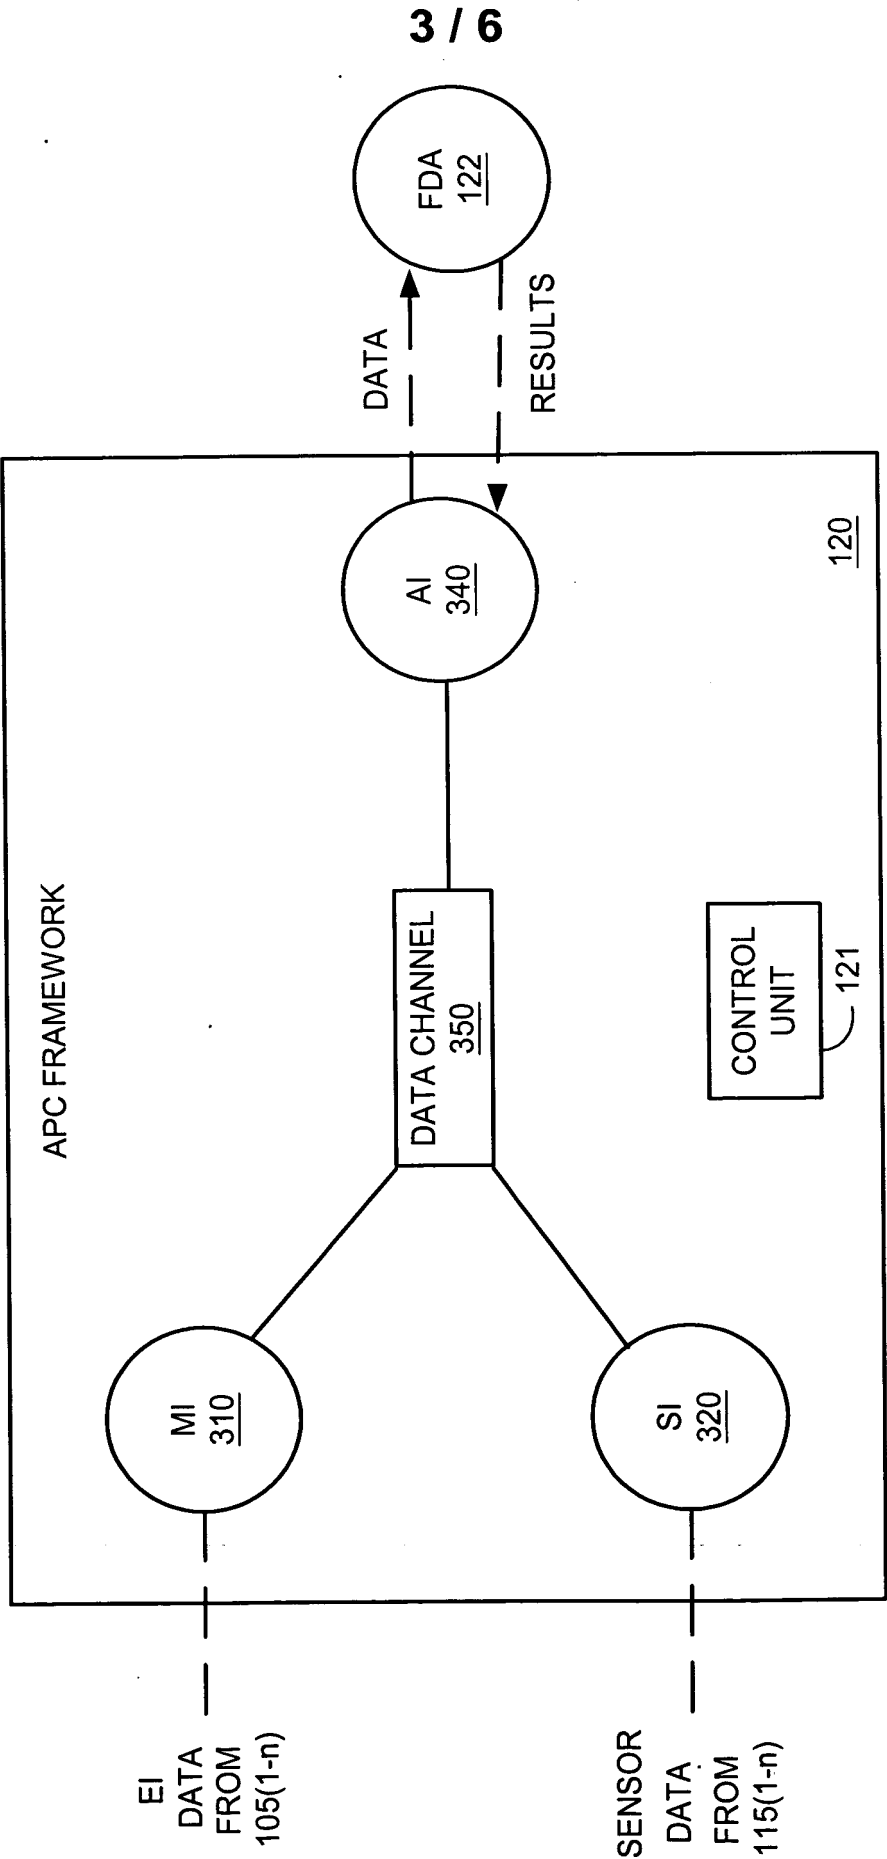 3 / 6
APC FRAMEWORK
EI
DATA
FROM
105(1-n)
MI
310
SENSOR
DATA
FROM
115(1-n)
SI
320
DATA CHANNEL
350
CONTROL
UNIT
121
AI
340
120
DATA
RESULTS
FDA
122